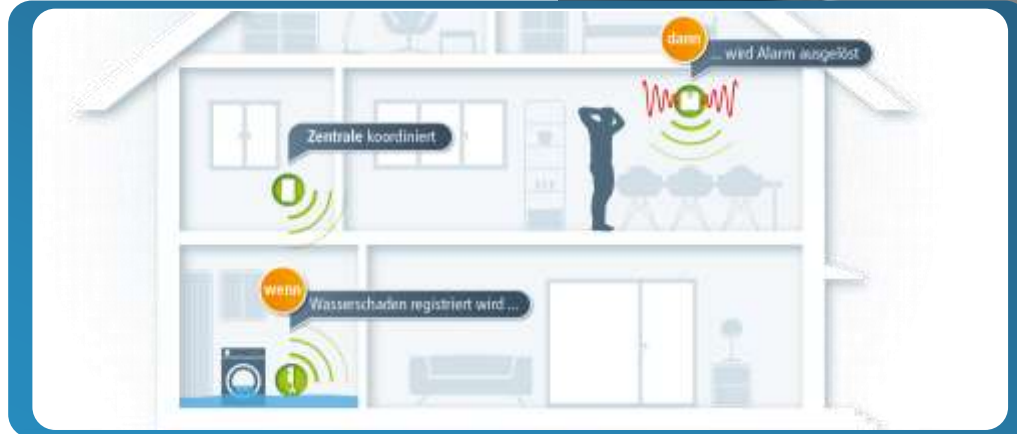 dann
... wird Alarm ausgelöst
Zentrale koordiniert
wenn
Wasserschaden registriert wird ...